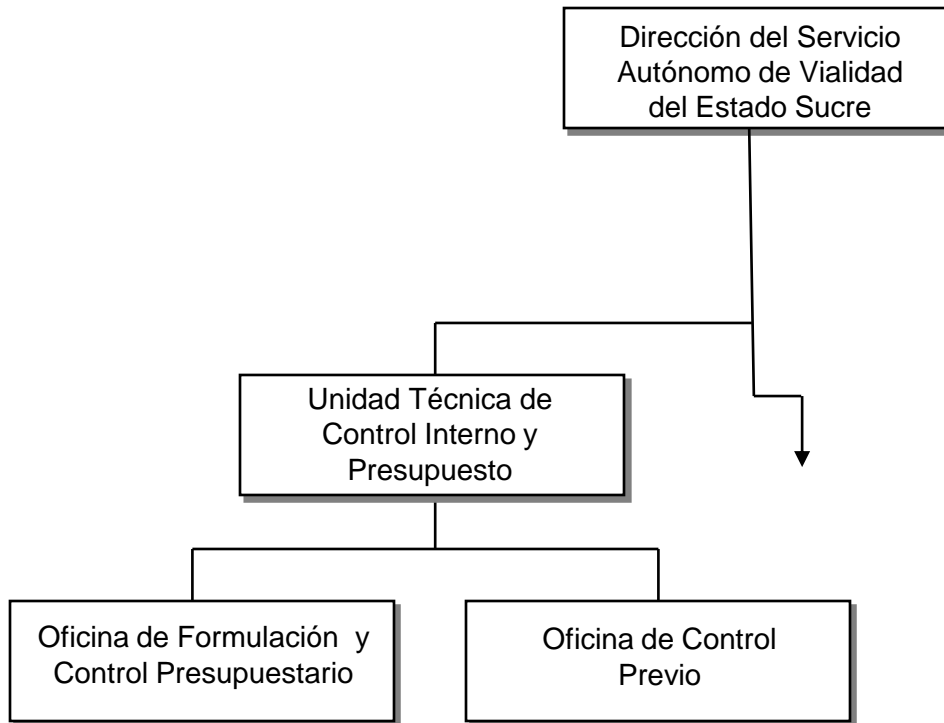 Dirección del Servicio
Autónomo de Vialidad
del Estado Sucre
Unidad Técnica de
Control Interno y
Presupuesto
Oficina de Formulación y
Control Presupuestario
Oficina de Control
Previo